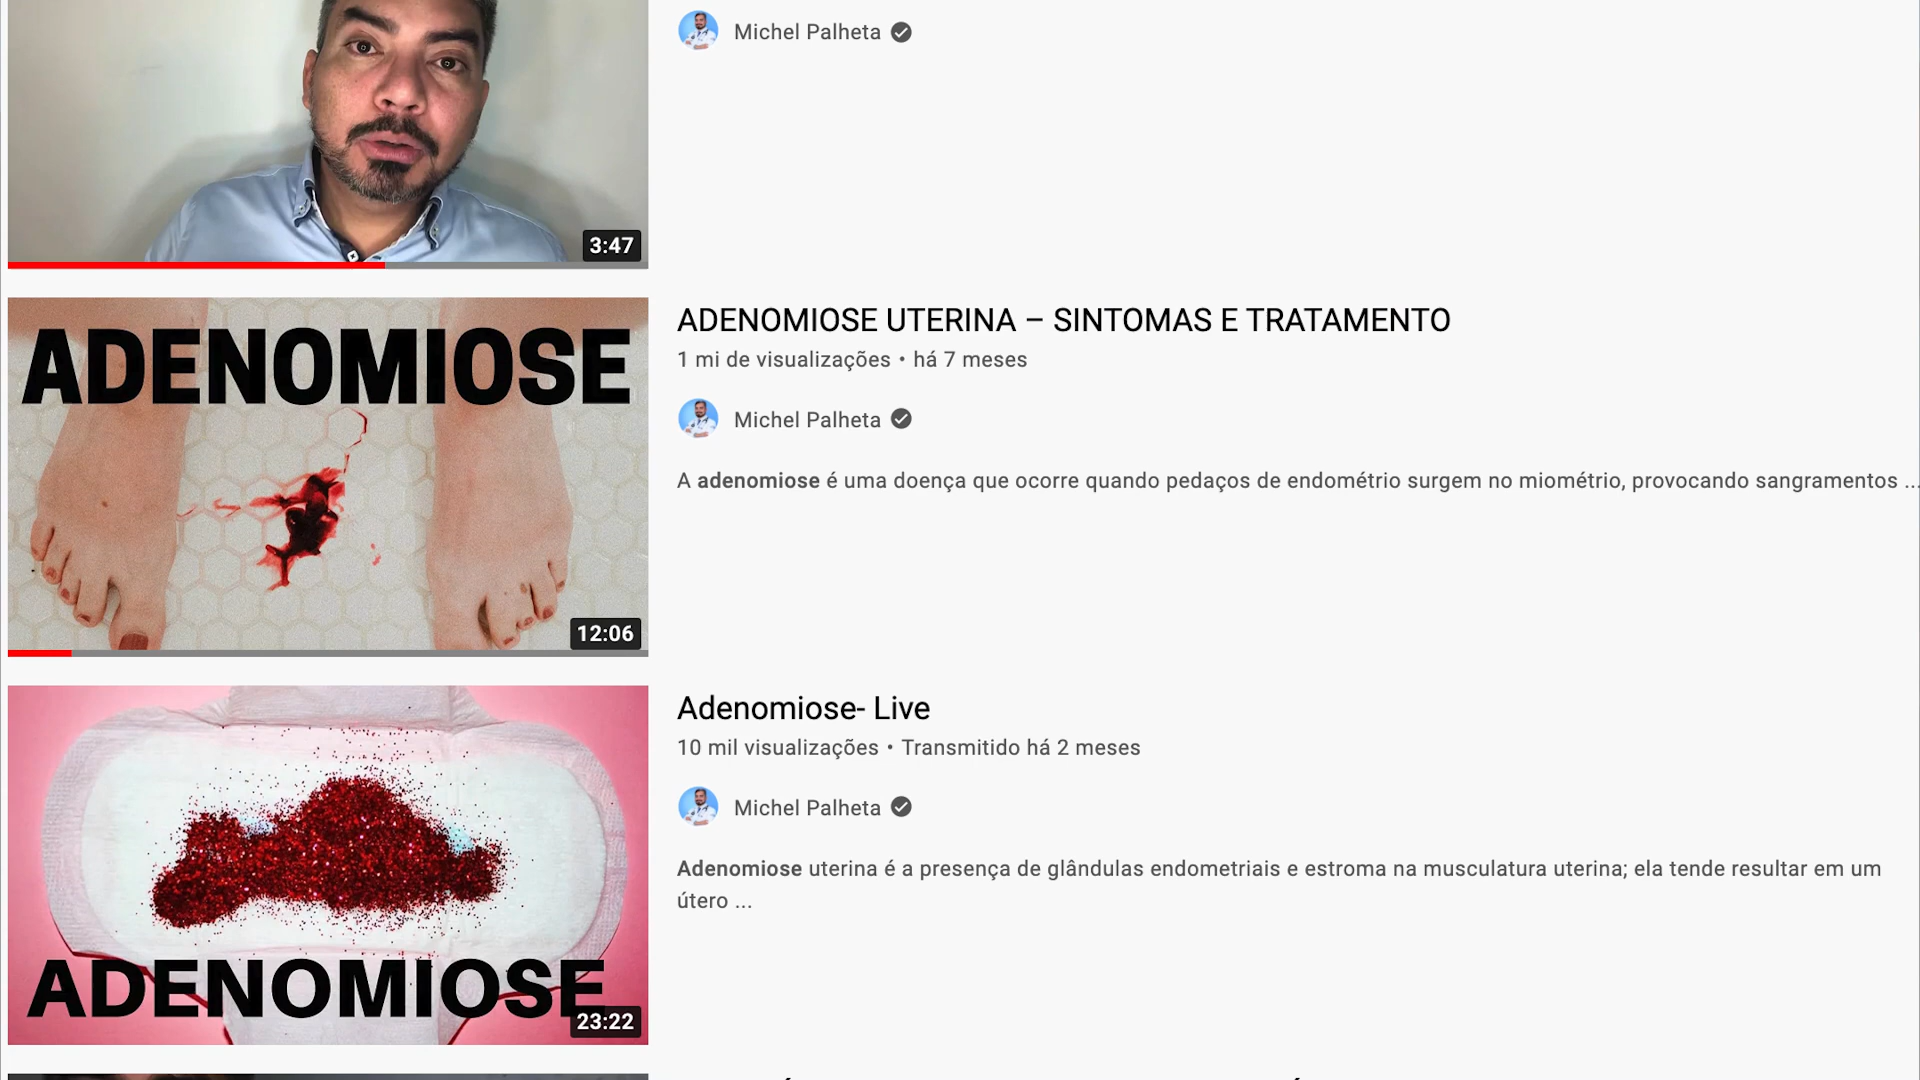 Michel Palheta
3:47
ADENOMIOSE
12:06
ADENOMIOSE UTERINA – SINTOMAS E TRATAMENTO
1 mi de visualizações • há 7 meses
Michel Palheta
A adenomiose é uma doença que ocorre quando pedaços de endométrio surgem no miométrio, provocando sangramentos ...
ADENOMIOSE
23:22
Adenomiose- Live
10 mil visualizações • Transmitido há 2 meses
Michel Palheta
Adenomiose uterina é a presença de glândulas endometriais e estroma na musculatura uterina; ela tende resultar em um
útero ...